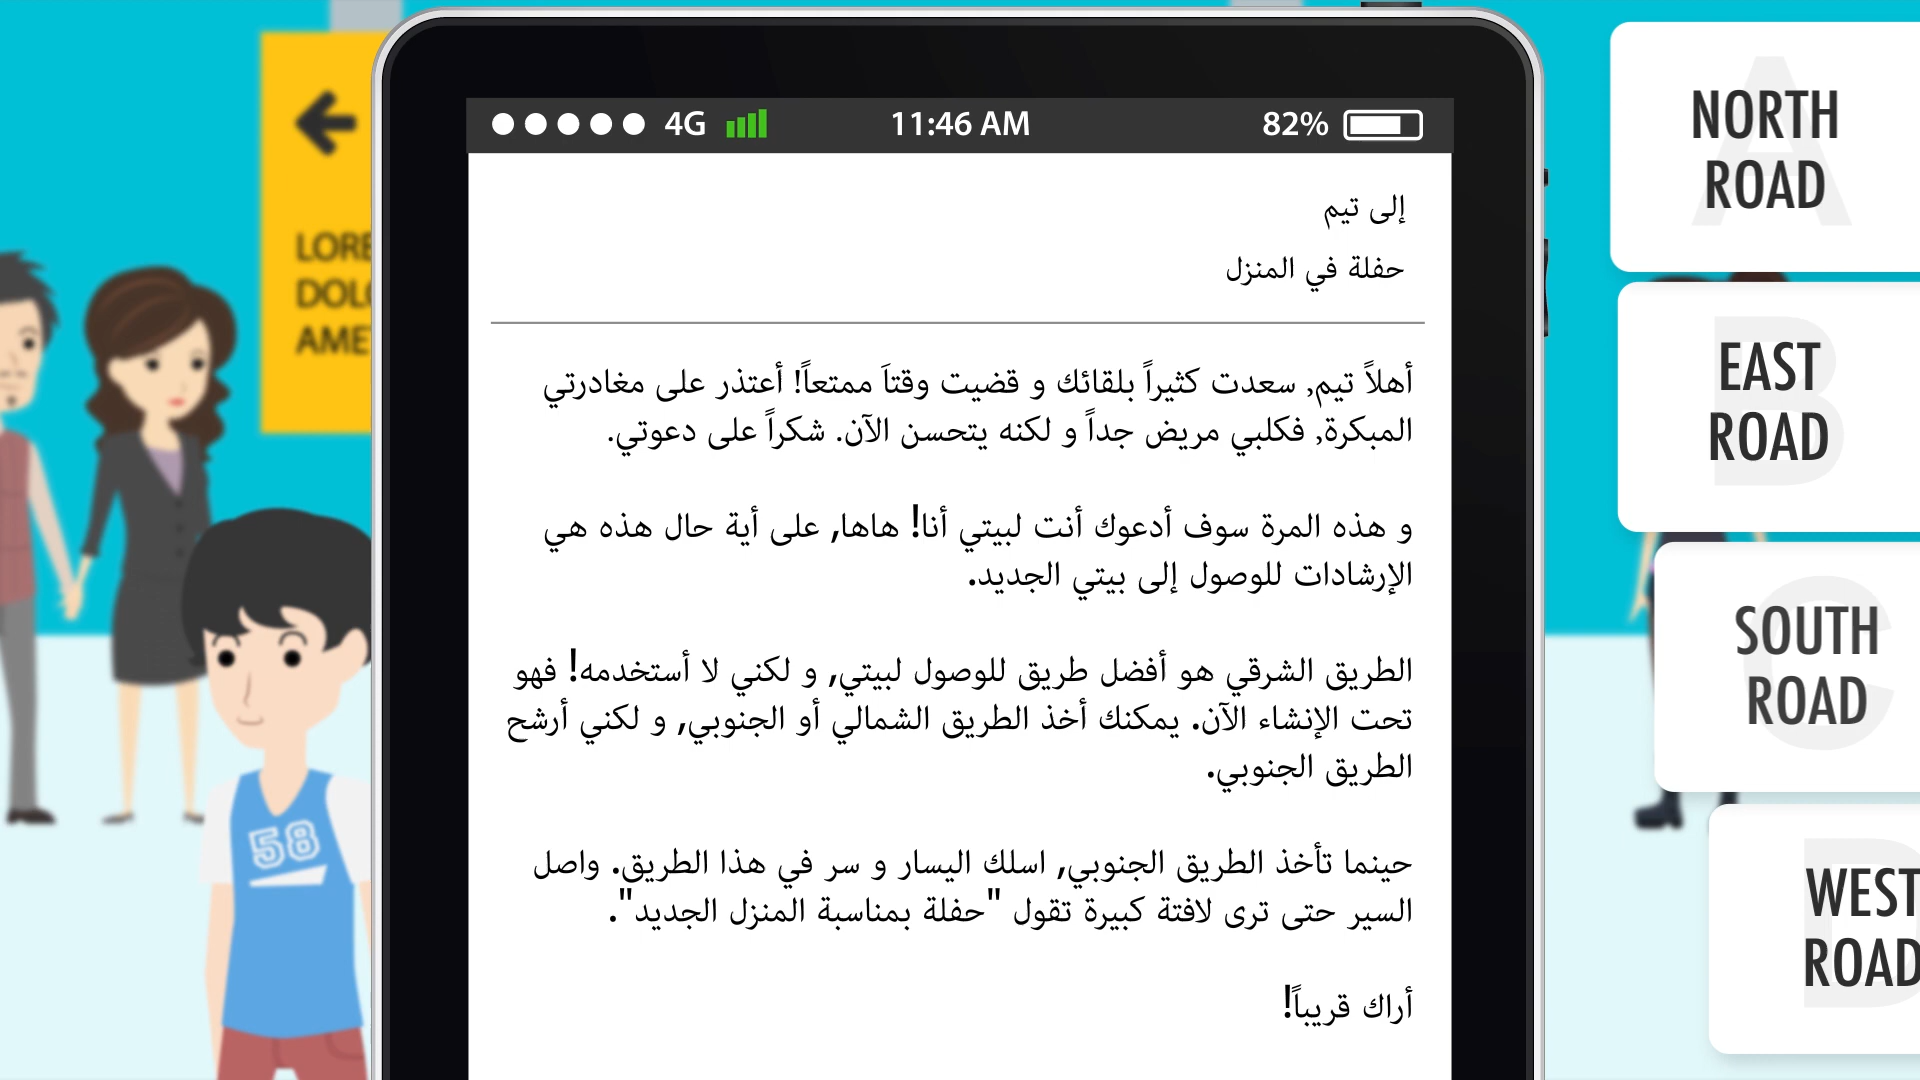 LORE
DOLO
AME
4G
11:46 AM
82%
إلى تيم
حفلة في المنزل
أهلاً تيم, سعدت كثيراً بلقائك و قضيت وقتاَ ممتعاً! أعتذر على مغادرتي
المبكرة, فكلبي مريض جداً و لكنه يتحسن الآن. شكراً على دعوتي.
و هذه المرة سوف أدعوك أنت لبيتي أنا! هاها, على أية حال هذه هي
الإرشادات للوصول إلى بيتي الجديد.
الطريق الشرقي هو أفضل طريق للوصول لبيتي, و لكني لا أستخدمه! فهو
تحت الإنشاء الآن. يمكنك أخذ الطريق الشمالي أو الجنوبي, و لكني أرشح
الطريق الجنوبي.
حينما تأخذ الطريق الجنوبي, اسلك اليسار و سر في هذا الطريق. واصل
السير حتى ترى لافتة كبيرة تقول "حفلة بمناسبة المنزل الجديد".
أراك قريباً!
58
A
NORTH
ROAD
B
EAST
ROAD
C
SOUTH
ROAD
D
WEST
ROAD